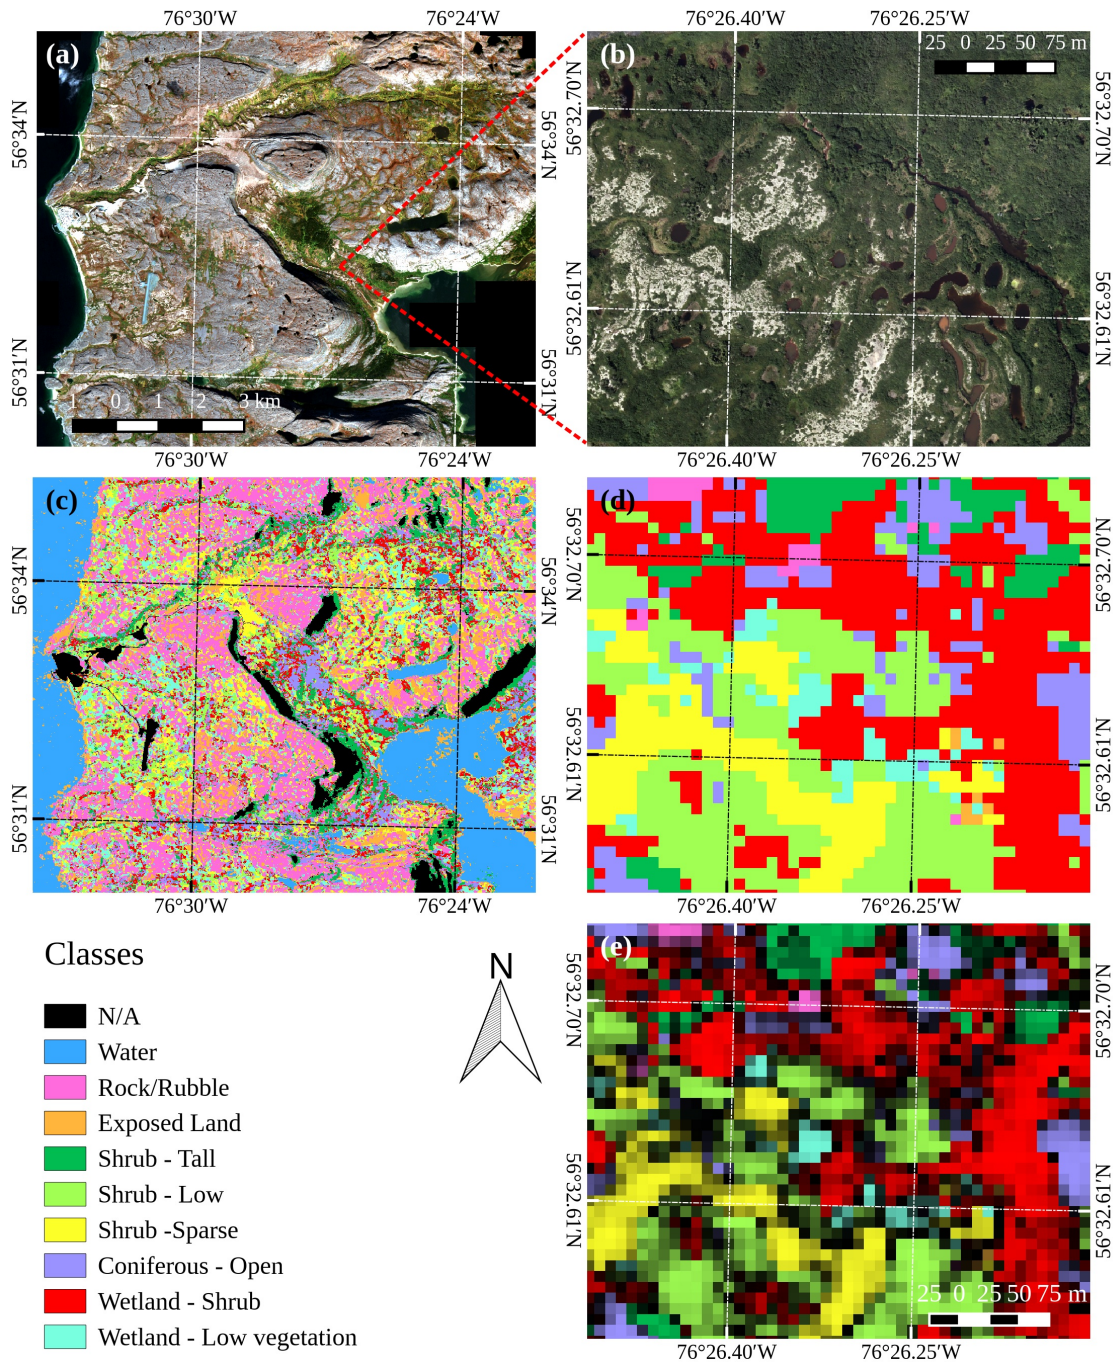 76°30′W 76°24′W 76°26.40′W 76°26.25′W
(a)
(b)
25 0 25 50 75 m
56°34′N
56°34′N
56°32.70′N
56°32.70′N
56°31′N
56°31′N
56°32.61′N
56°32.61′N
1 0 1 2 3 km
76°30′W 76°24′W 76°26.40′W 76°26.25′W
(c)
(d)
56°34′N
56°34′N
56°32.70′N
56°32.70′N
56°31′N
56°31′N
56°32.61′N
56°32.61′N
76°30′W 76°24′W 76°26.40′W 76°26.25′W
Classes
N/A
Water
Rock/Rubble
Exposed Land
Shrub - Tall
Shrub - Low
Shrub -Sparse
Coniferous - Open
Wetland - Shrub
Wetland - Low vegetation
N
(e)
56°32.70′N
56°32.70′N
56°32.61′N
56°32.61′N
25 0 25 50 75 m
76°26.40′W 76°26.25′W